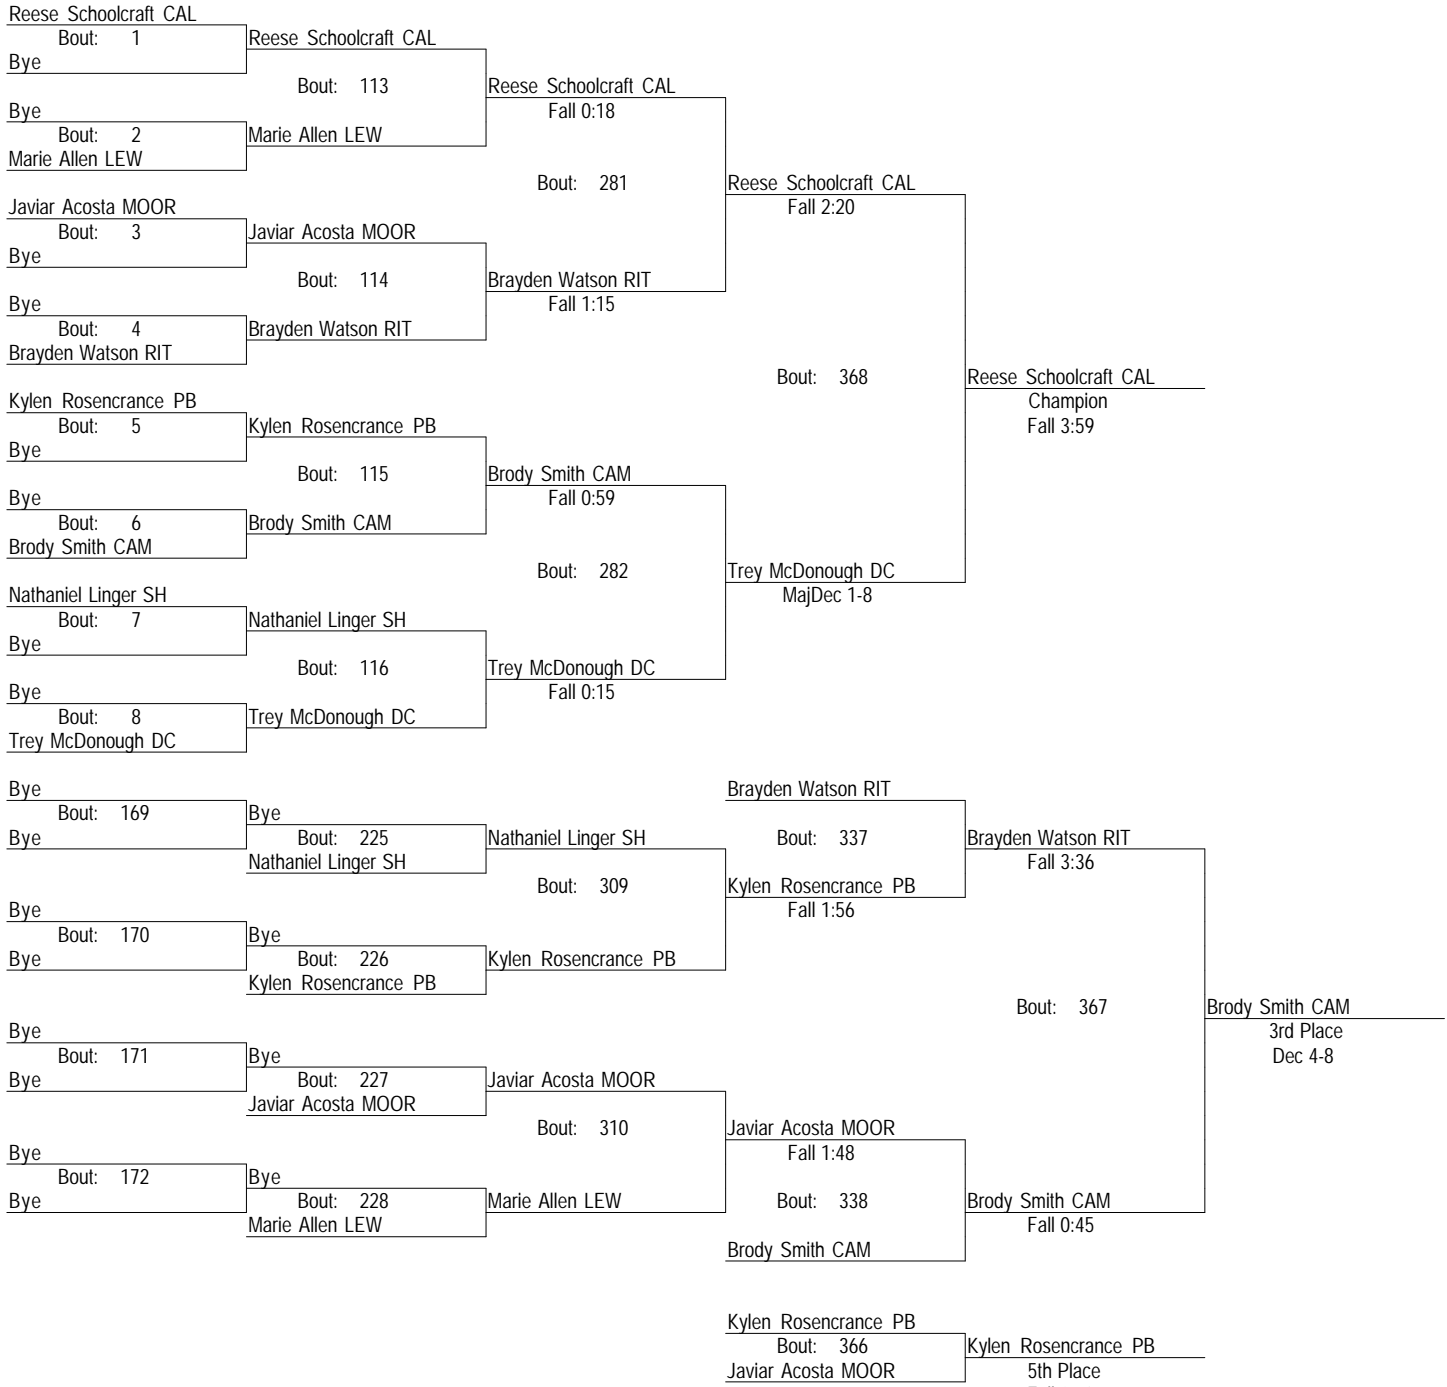 Reese Schoolcraft CAL
Bout: 1
Bye
Reese Schoolcraft CAL
Bout: 113
Bye
Bout: 2
Marie Allen LEW
Marie Allen LEW
Reese Schoolcraft CAL
Fall 0:18
Bout: 281
Javiar Acosta MOOR
Bout: 3
Bye
Javiar Acosta MOOR
Bout: 114
Bye
Bout: 4
Brayden Watson RIT
Brayden Watson RIT
Brayden Watson RIT
Fall 1:15
Reese Schoolcraft CAL
Fall 2:20
Bout: 368
Reese Schoolcraft CAL
Champion
Fall 3:59
Kylen Rosencrance PB
Bout: 5
Bye
Kylen Rosencrance PB
Bout: 115
Bye
Bout: 6
Brody Smith CAM
Brody Smith CAM
Brody Smith CAM
Fall 0:59
Bout: 282
Nathaniel Linger SH
Bout: 7
Bye
Nathaniel Linger SH
Bout: 116
Bye
Bout: 8
Trey McDonough DC
Trey McDonough DC
Trey McDonough DC
Fall 0:15
Trey McDonough DC
MajDec 1-8
Bye
Bout: 169
Bye
Bye
Bout: 225
Nathaniel Linger SH
Nathaniel Linger SH
Bout: 309
Bye
Bout: 170
Bye
Bye
Bout: 226
Kylen Rosencrance PB
Kylen Rosencrance PB
Brayden Watson RIT
Bout: 337
Kylen Rosencrance PB
Fall 1:56
Brayden Watson RIT
Fall 3:36
Bout: 367
Brody Smith CAM
3rd Place
Dec 4-8
Bye
Bout: 171
Bye
Bye
Bout: 227
Javiar Acosta MOOR
Javiar Acosta MOOR
Bout: 310
Bye
Bout: 172
Bye
Bye
Bout: 228
Marie Allen LEW
Marie Allen LEW
Javiar Acosta MOOR
Fall 1:48
Bout: 338
Brody Smith CAM
Brody Smith CAM
Fall 0:45
Kylen Rosencrance PB
Bout: 366
Javiar Acosta MOOR
Kylen Rosencrance PB
5th Place